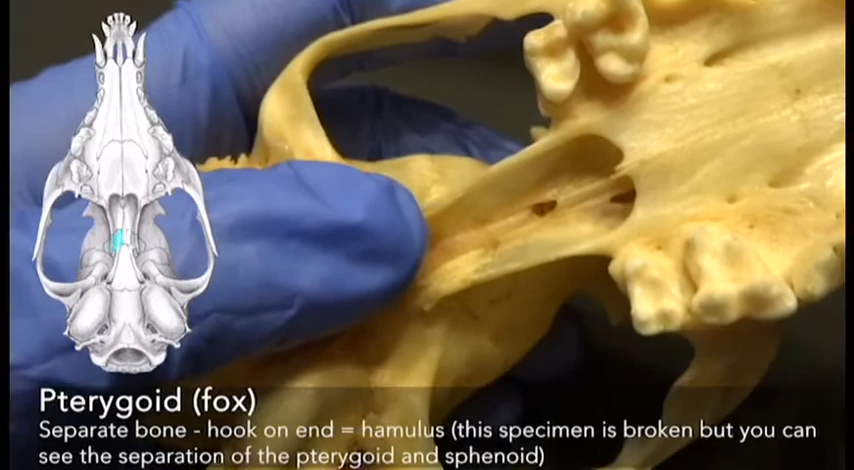 Pterygoid (fox)
Separate bone - hook on end = hamulus (this specimen is broken but you can
see the separation of the pterygoid and sphenoid)